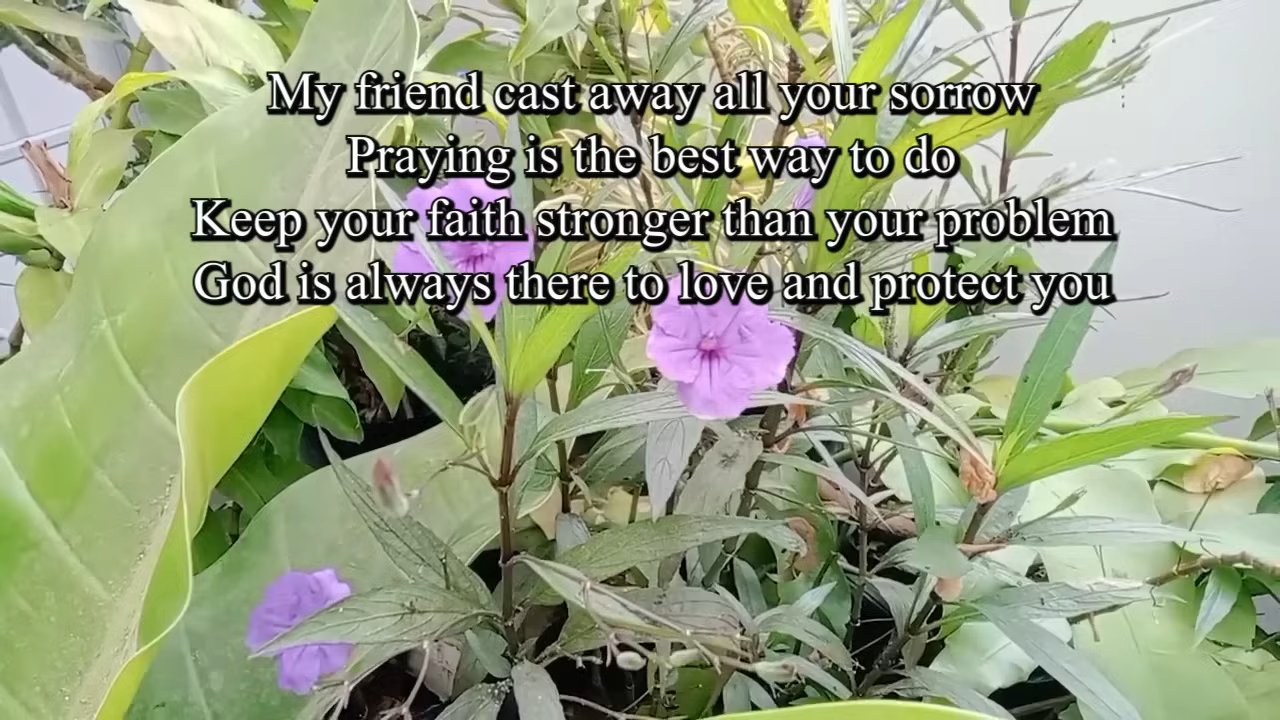 My friend cast away all your sorrow
Praying is the best way to do
Keep your faith stronger than your problem
God is always there to love and protect you